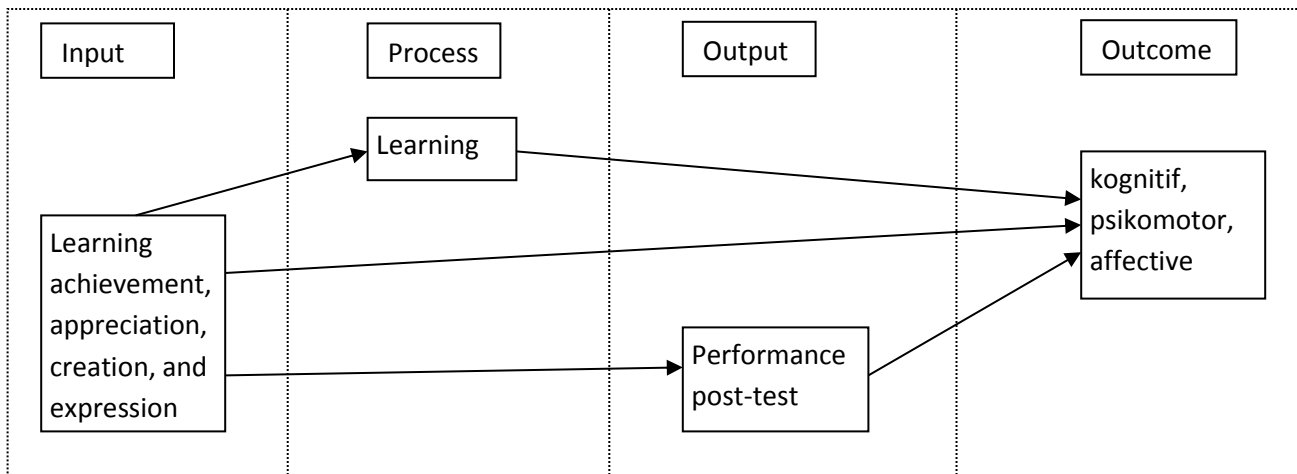 Input
Process
Output
Outcome
Learning
Learning
achievement,
appreciation,
creation, and
expression
Performance
post-test
kognitif,
psikomotor,
affective